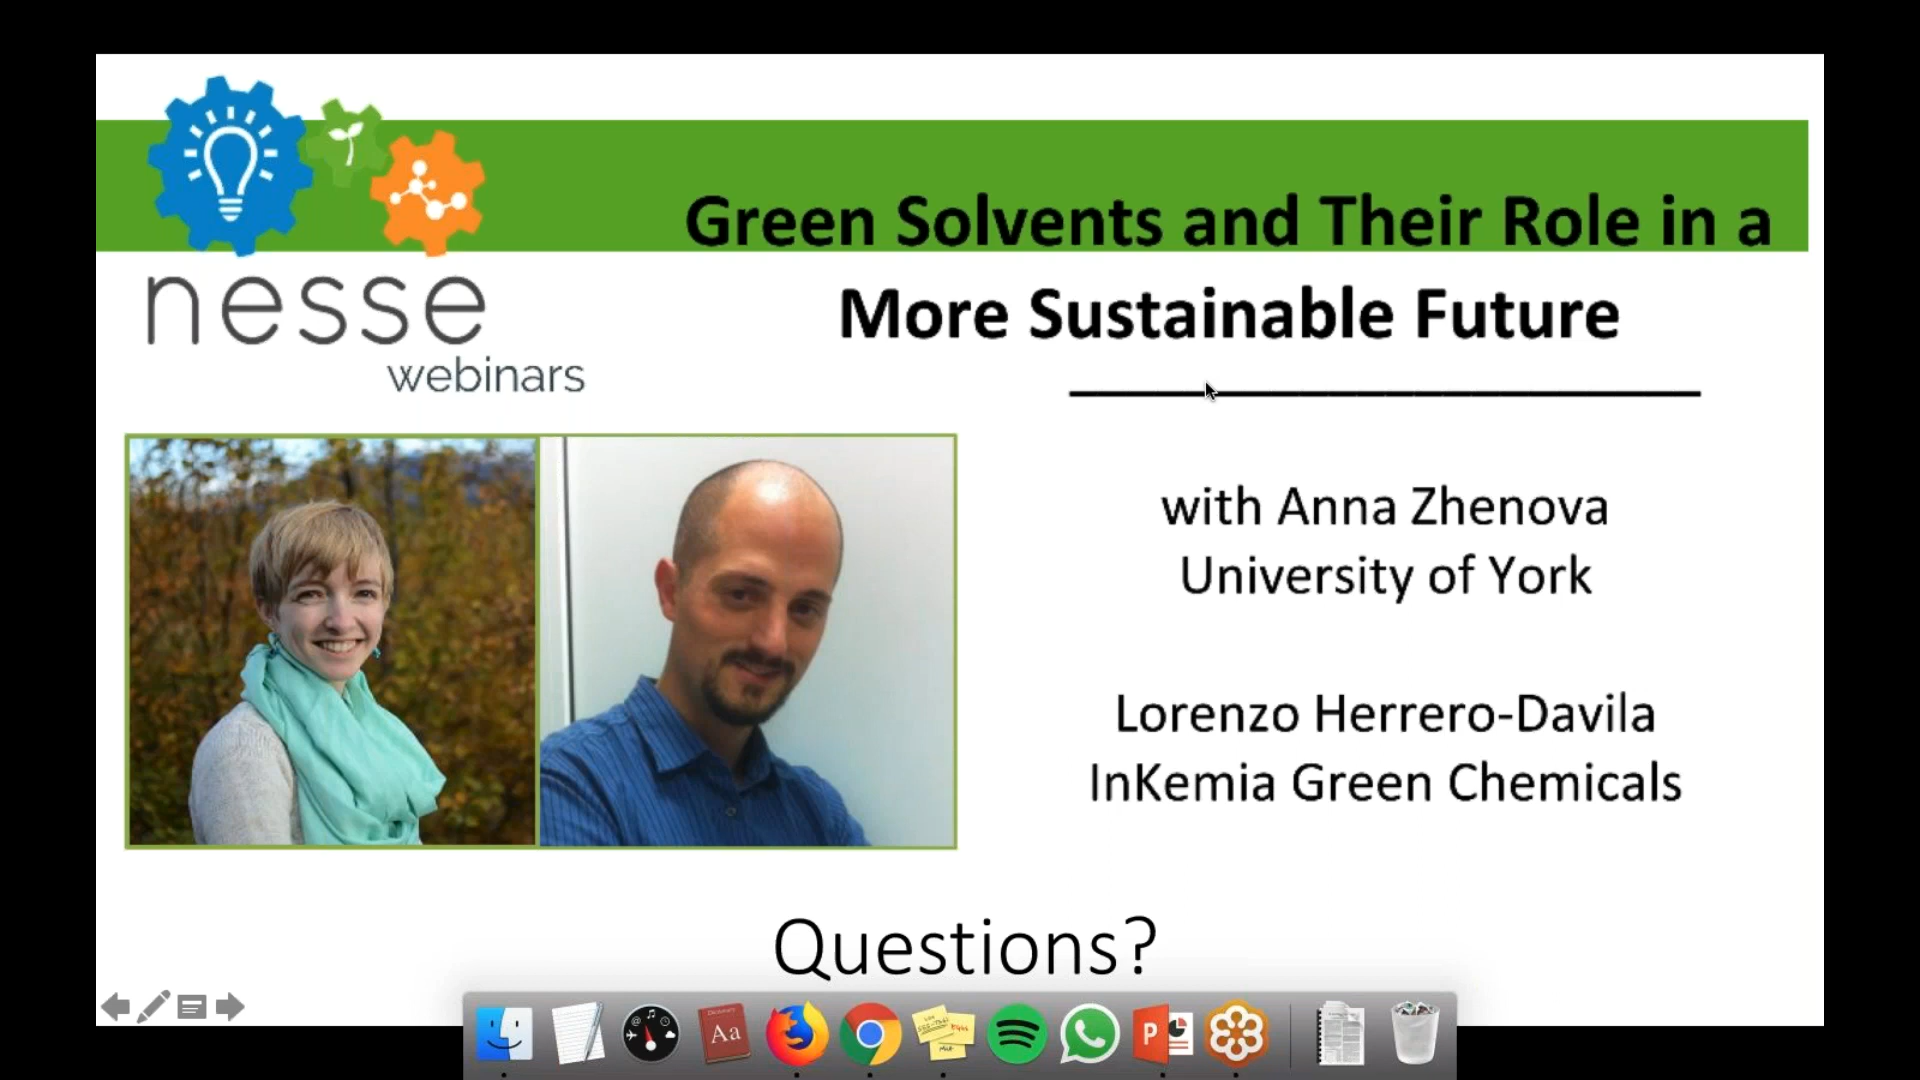 nesse
webinars
Green Solvents and Their Role in a
More Sustainable Future
with Anna Zhenova
University of York
Lorenzo Herrero-Davila
InKemia Green Chemicals
Questions?
Aa
P